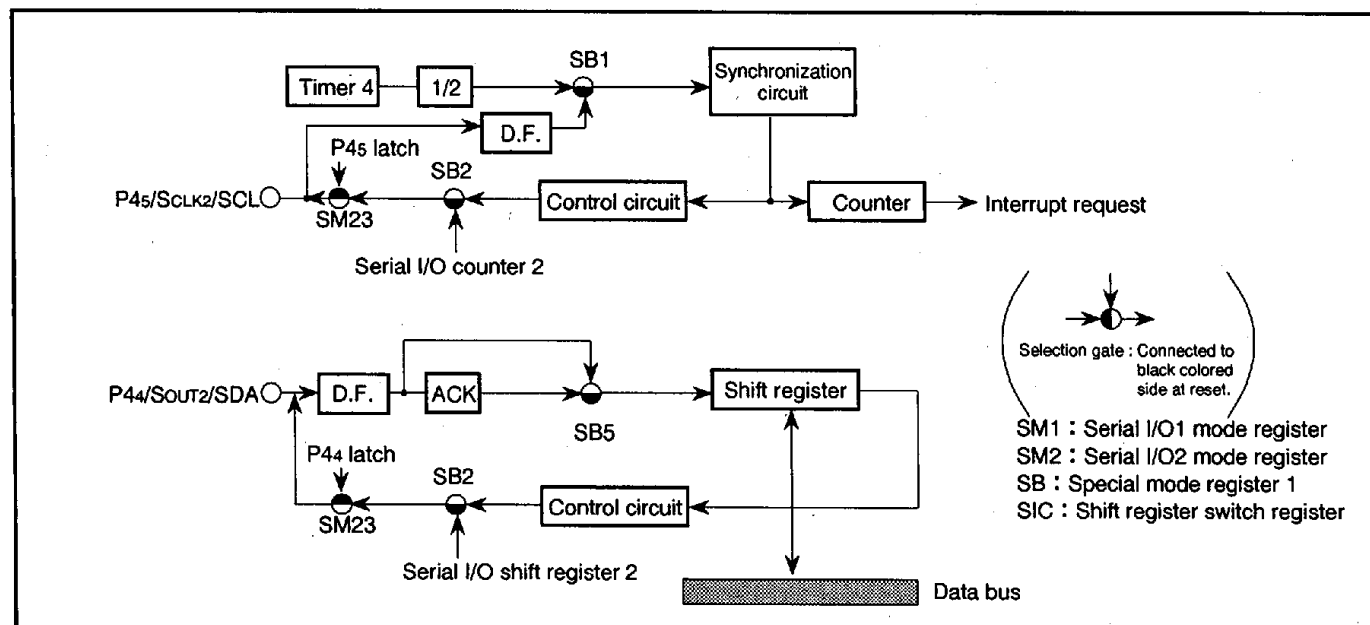 SB1
Timer 4
1/2
Synchronization
circuit
D.F.
P45 latch
SB2
P45/SCLK2/SCL
SM23
Control circuit
Counter
Interrupt request
Serial I/O counter 2
Selection gate : Connected to
black colored
side at reset.
P44/SOUT2/SDA
D.F.
ACK
SB5
Shift register
SM1 : Serial I/O1 mode register
SM2 : Serial I/O2 mode register
SB : Special mode register 1
SIC : Shift register switch register
P44 latch
SB2
SM23
Control circuit
Serial I/O shift register 2
Data bus